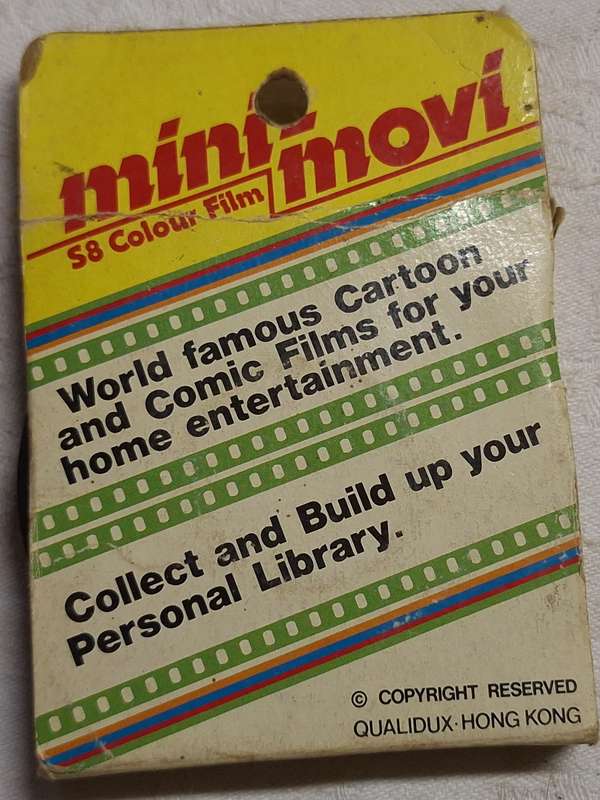 mini-
movi
S8 Colour Film
World famous Cartoon
and Comic Films for your
home entertainment.
Collect and Build up your
Personal Library.
© COPYRIGHT RESERVED
QUALIDUX·HONG KONG